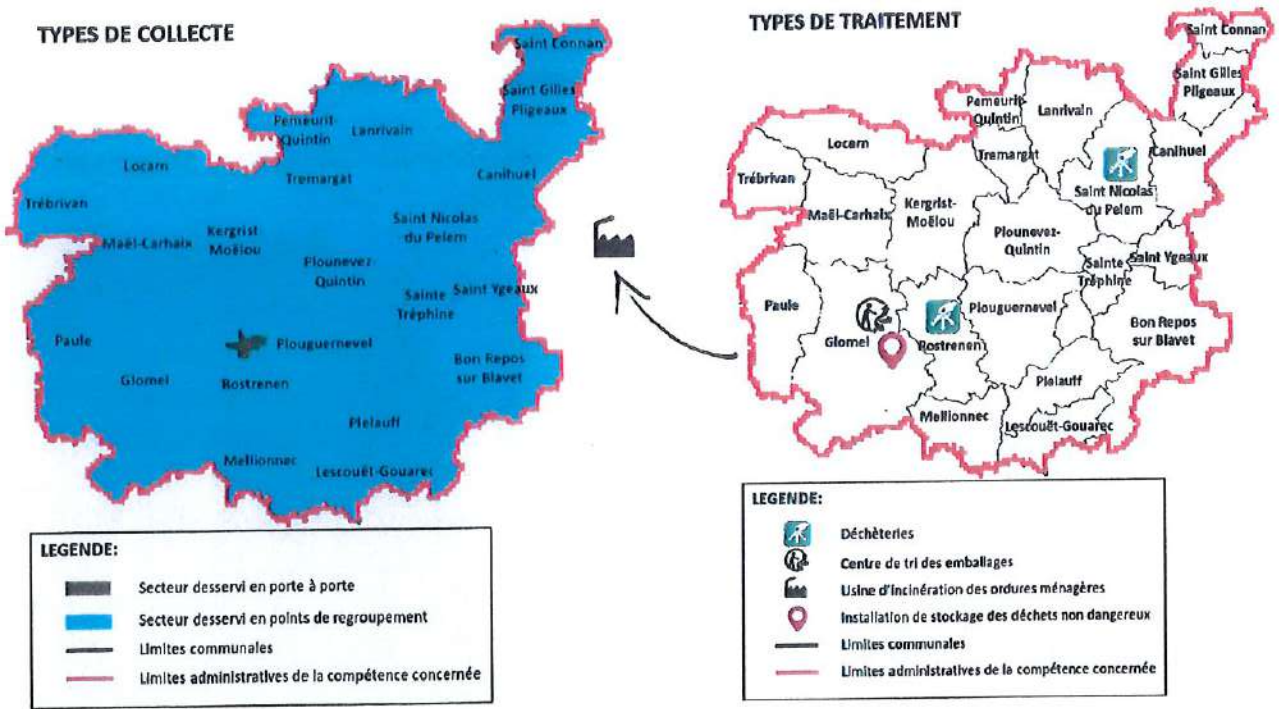 TYPES DE COLLECTE
Saint Connan
Saint Gilles
Pligeaux
Pemeurit-
Quintin
Lanrivain
Locarn
Tremargat
Canihuel
Trébrivan
Saint Nicolas
du Pelem
Maël-Carhaix
Kergrist-
Moëlou
Plounevez-
Quintin
Saint Ygeaux
Sainte
Tréphine
Paule
Plouguernevel
Bon Repos
sur Blavet
Glomel
Rostrenen
Plelauff
Mellionnec
Lescouët-Gouarec
LEGENDE:
Secteur desservi en porte à porte
Secteur desservi en points de regroupement
Limites communales
Limites administratives de la compétence concernée
TYPES DE TRAITEMENT
Saint Connan
Saint Gilles
Pligeaux
Pemeurit-
Quintin
Lanrivain
Locarn
Tremargat
Canihuel
Trébrivan
Saint Nicolas
du Pelem
Maël-Carhaix
Kergrist-
Moëlou
Plounevez-
Quintin
Saint Ygeaux
Sainte
Tréphine
Paule
Plouguernevel
Bon Repos
sur Blavet
Glomel
Rostrenen
Plelauff
Mellionnec
Lescouët-Gouarec
LEGENDE:
Déchèteries
Centre de tri des emballages
Usine d'incinération des ordures ménagères
Installation de stockage des déchets non dangereux
Limites communales
Limites administratives de la compétence concernée